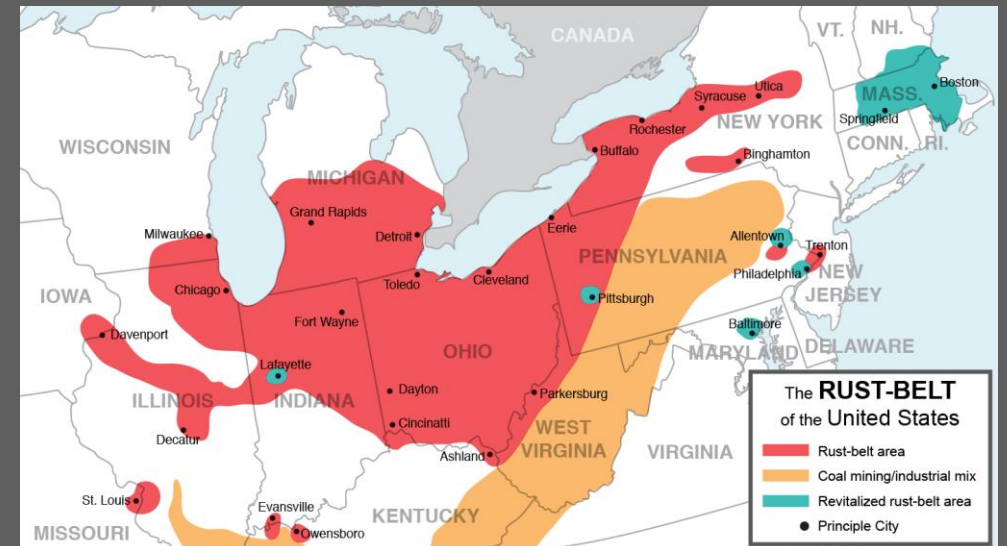 CANADA
VT.
NH.
Utica
Syracuse
Boston
MASS.
Springfield
NEW YORK
Rochester
CONN.
RI.
WISCONSIN
Buffalo
Binghamton
MICHIGAN
Grand Rapids
Eerie
Milwaukee
Detroit
Allentown
Trenton
PENNSYLVANIA
Philadelphia
NEW
JERSEY
Toledo
Cleveland
Chicago
IOWA
Pittsburgh
Fort Wayne
Baltimore
Davenport
OHIO
MARYLAND
DELAWARE
Lafayette
Dayton
Parkersburg
ILLINOIS
INDIANA
Cincinatti
WEST
VIRGINIA
Decatur
Ashland
VIRGINIA
St. Louis
Evansville
KENTUCKY
MISSOURI
Owensboro
The RUST-BELT
of the United States
Rust-belt area
Coal mining/industrial mix
Revitalized rust-belt area
Principle City